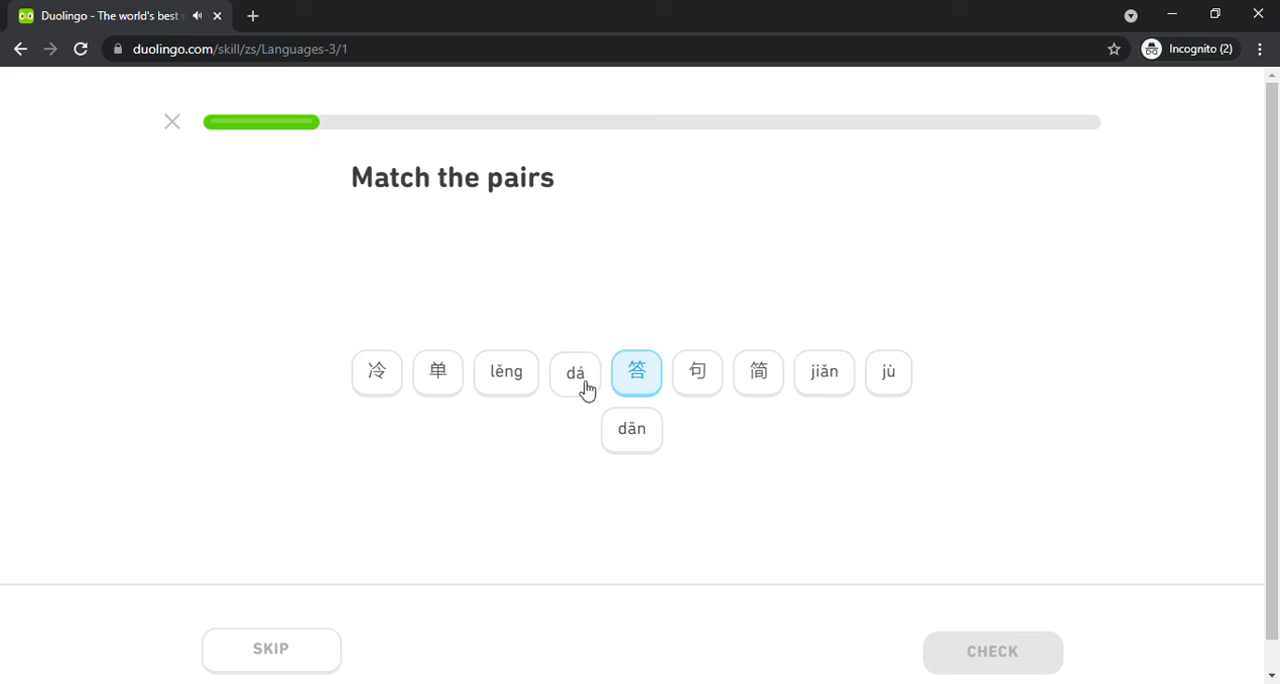 Duolingo - The world's best
duolingo.com/skill/zs/Languages-3/1
Incognito (2)
Match the pairs
冷 单 lěng dá 答 句 简 jiǎn jù
dān
SKIP
CHECK